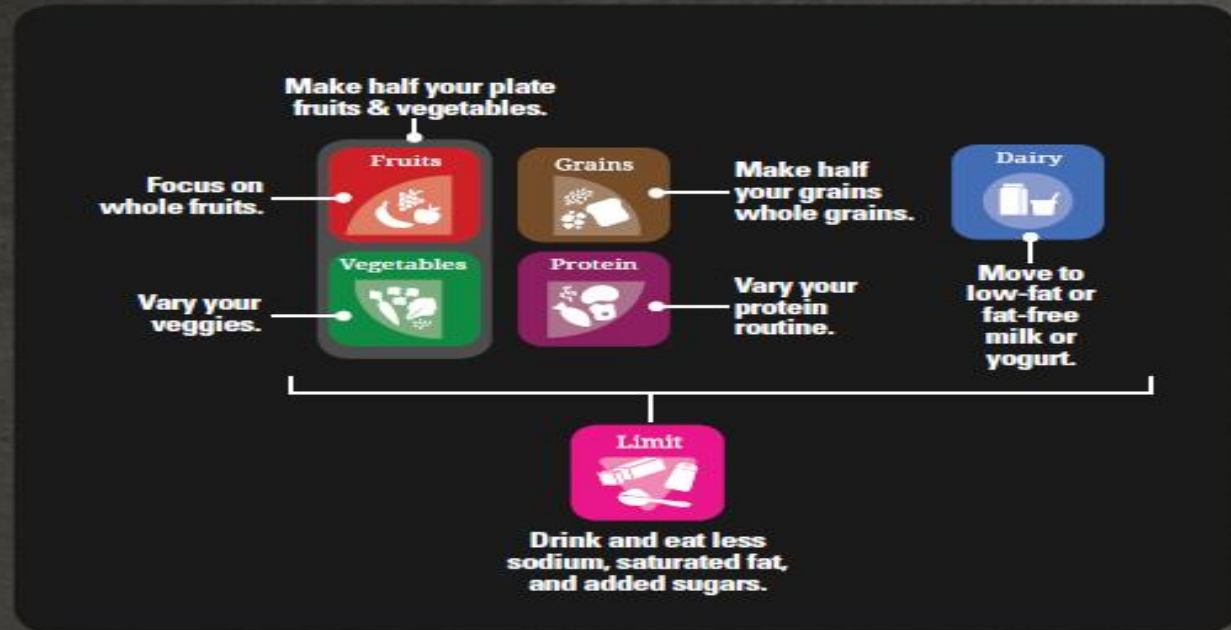 Make half your plate
fruits & vegetables.
Fruits
Focus on
whole fruits.
Vegetables
Vary your
veggies.
Grains
Make half
your grains
whole grains.
Protein
Vary your
protein
routine.
Dairy
Move to
low-fat or
fat-free
milk or
yogurt.
Limit
Drink and eat less
sodium, saturated fat,
and added sugars.